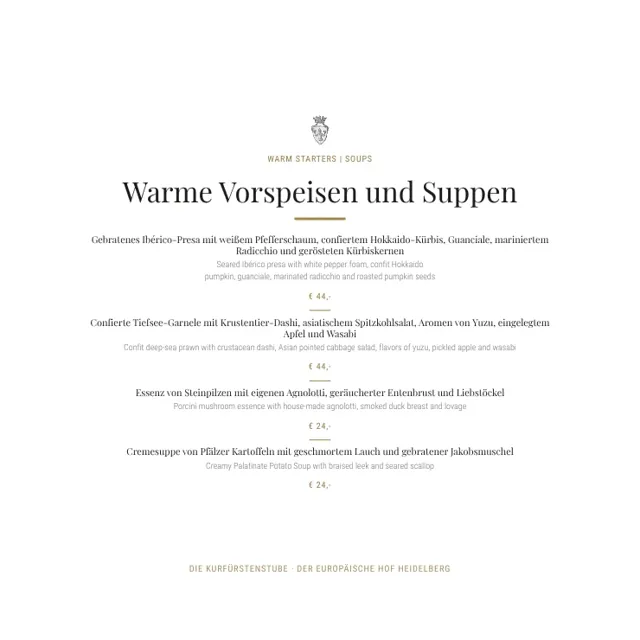 WARM STARTERS | SOUPS
Warme Vorspeisen und Suppen
Gebratenes Ibérico-Presa mit weißem Pfefferschaum, confiertem Hokkaido-Kürbis, Guanciale, mariniertem
Radicchio und gerösteten Kürbiskernen
Seared Ibérico presa with white pepper foam, confit Hokkaido
pumpkin, guanciale, marinated radicchio and roasted pumpkin seeds
€ 44,-
Confierte Tiefsee-Garnele mit Krustentier-Dashi, asiatischem Spitzkohlsalat, Aromen von Yuzu, eingelegtem
Apfel und Wasabi
Confit deep-sea prawn with crustacean dashi, Asian pointed cabbage salad, flavors of yuzu, pickled apple and wasabi
€ 44,-
Essenz von Steinpilzen mit eigenen Agnolotti, geräucherter Entenbrust und Liebstöckel
Porcini mushroom essence with house-made agnolotti, smoked duck breast and lovage
€ 24,-
Cremesuppe von Pfälzer Kartoffeln mit geschmortem Lauch und gebratener Jakobsmuschel
Creamy Palatinate Potato Soup with braised leek and seared scallop
€ 24,-
DIE KURFÜRSTENSTUBE · DER EUROPÄISCHE HOF HEIDELBERG